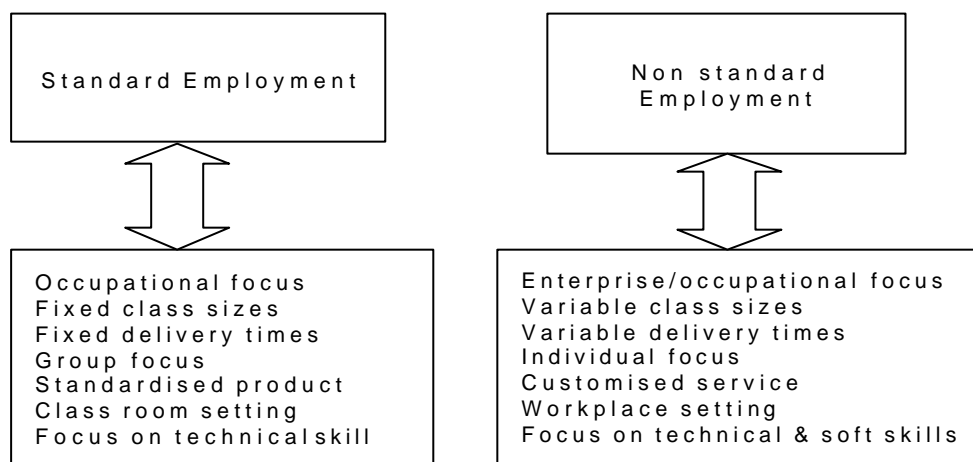 Standard Employment
Non standard
Employment
Occupational focus
Fixed class sizes
Fixed delivery times
Group focus
Standardised product
Class room setting
Focus on technical skill
Enterprise/occupational focus
Variable class sizes
Variable delivery times
Individual focus
Customised service
Workplace setting
Focus on technical & soft skills